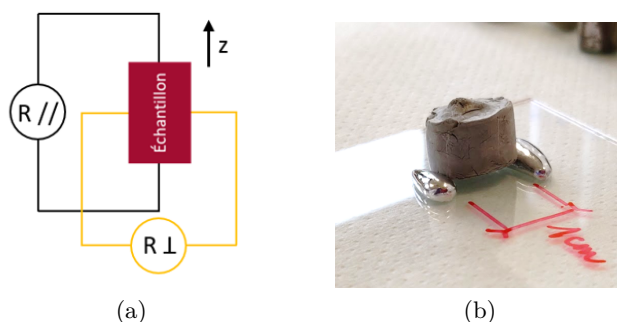 z
Échantillon
R //
R ⊥
1cm
(a)
(b)